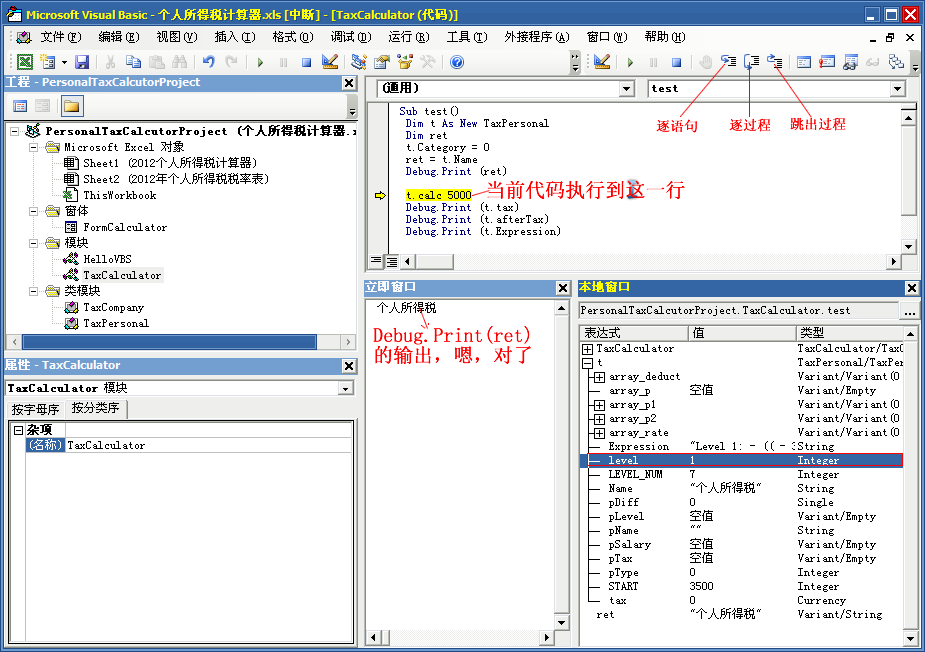 Microsoft Visual Basic - 个人所得税计算器.xls [中断] - [TaxCalculator (代码)]
文件(F) 编辑(E) 视图(V) 插入(I) 格式(O) 调试(D) 运行(R) 工具(T) 外接程序(A) 窗口(W) 帮助(H)
工程 - PersonalTaxCalcutorProject
PersonalTaxCalcutorProject (个人所得税计算器.x
Microsoft Excel 对象
Sheet1 (2012个人所得税计算器)
Sheet2 (2012年个人所得税税率表)
ThisWorkbook
窗体
FormCalculator
模块
HelloVBS
TaxCalculator
类模块
TaxCompany
TaxPersonal
属性 - TaxCalculator
TaxCalculator 模块
按字母序 按分类序
杂项
(名称) TaxCalculator
(通用) test
逐语句 逐过程 跳出过程
Sub test()
Dim t As New TaxPersonal
Dim ret
t.Category = 0
ret = t.Name
Debug.Print (ret)
t.calc 5000 当前代码执行到这一行
Debug.Print (t.tax)
Debug.Print (t.afterTax)
Debug.Print (t.Expression)
立即窗口
个人所得税
Debug.Print(ret)
的输出，嗯，对了
本地窗口
PersonalTaxCalcutorProject.TaxCalculator.test ...
表达式 值 类型
TaxCalculator TaxCalculator/TaxC
t TaxPersonal/TaxPer
array_deduct Variant/Variant(0
array_p 空值 Variant/Empty
array_p1 Variant/Variant(0
array_p2 Variant/Variant(0
array_rate Variant/Variant(0
Expression "Level 1: - (( - 3 String
level 1 Integer
LEVEL_NUM 7 Integer
Name "个人所得税" String
pDiff 0 Single
pLevel 空值 Variant/Empty
pName "" String
pSalary 空值 Variant/Empty
pTax 空值 Variant/Empty
pType 0 Integer
START 3500 Integer
tax 0 Currency
ret "个人所得税" Variant/String